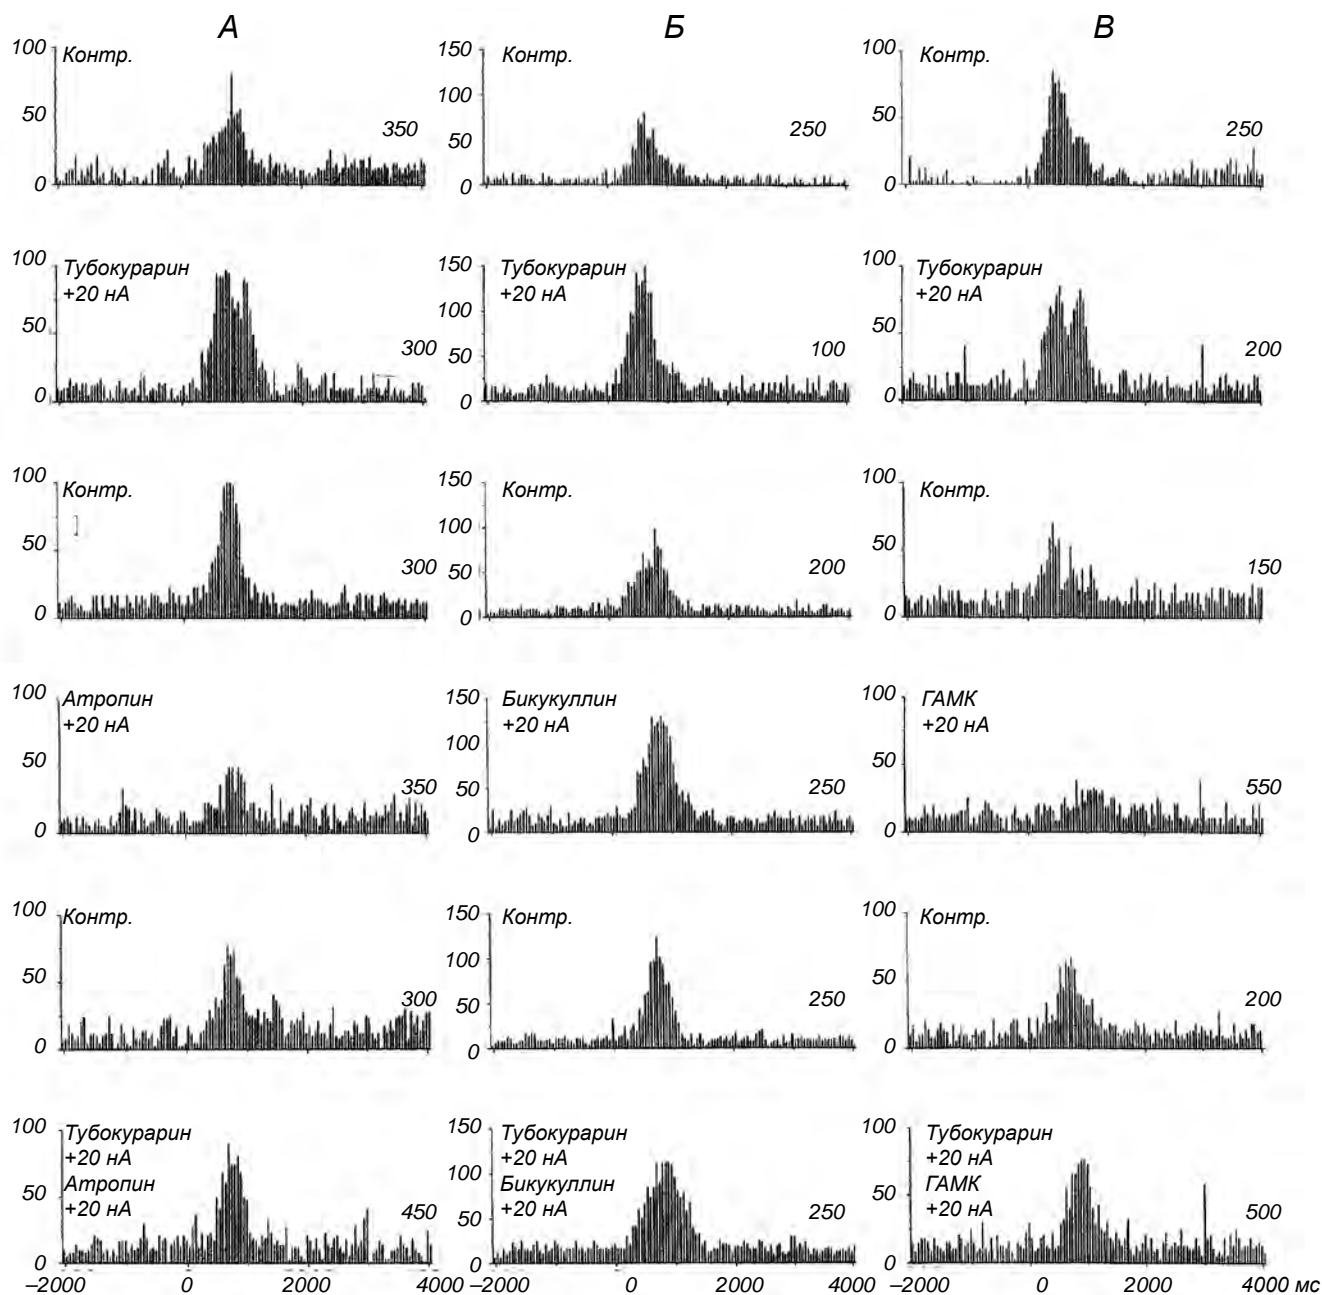 А Б В
100 Контр. 150 Контр. 100 Контр.
100
50 350 250 50 250
50
0 0 0
100 Тубокурарин 150 Тубокурарин 100 Тубокурарин
+20 нА +20 нА +20 нА
100
50 300 100 50 200
50
0 0 0
100 Контр. 150 Контр. 100 Контр.
100
50 300 200 50 150
50
0 0 0
100 Атропин 150 Бикукуллин 100 ГАМК
+20 нА +20 нА +20 нА
100
50 350 250 50 550
50
0 0 0
100 Контр. 150 Контр. 100 Контр.
100
50 300 250 50 200
50
0 0 0
100 Тубокурарин 150 Тубокурарин 100 Тубокурарин
+20 нА +20 нА +20 нА
Атропин 100 Бикукуллин ГАМК
50 +20 нА +20 нА 50 +20 нА
450 50 250 500
0 0 0
–2000 0 2000 4000 –2000 0 2000 4000 –2000 0 2000 4000 мс